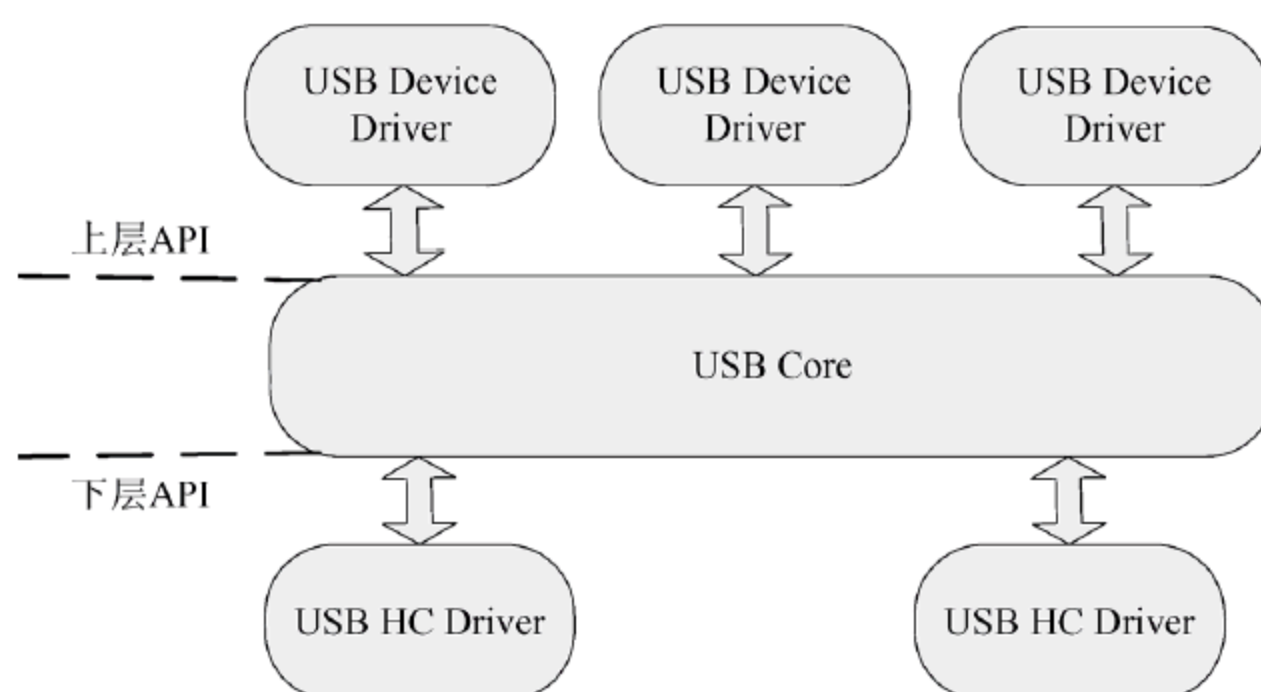 USB Device
Driver
USB Device
Driver
USB Device
Driver
上层API
USB Core
下层API
USB HC Driver
USB HC Driver